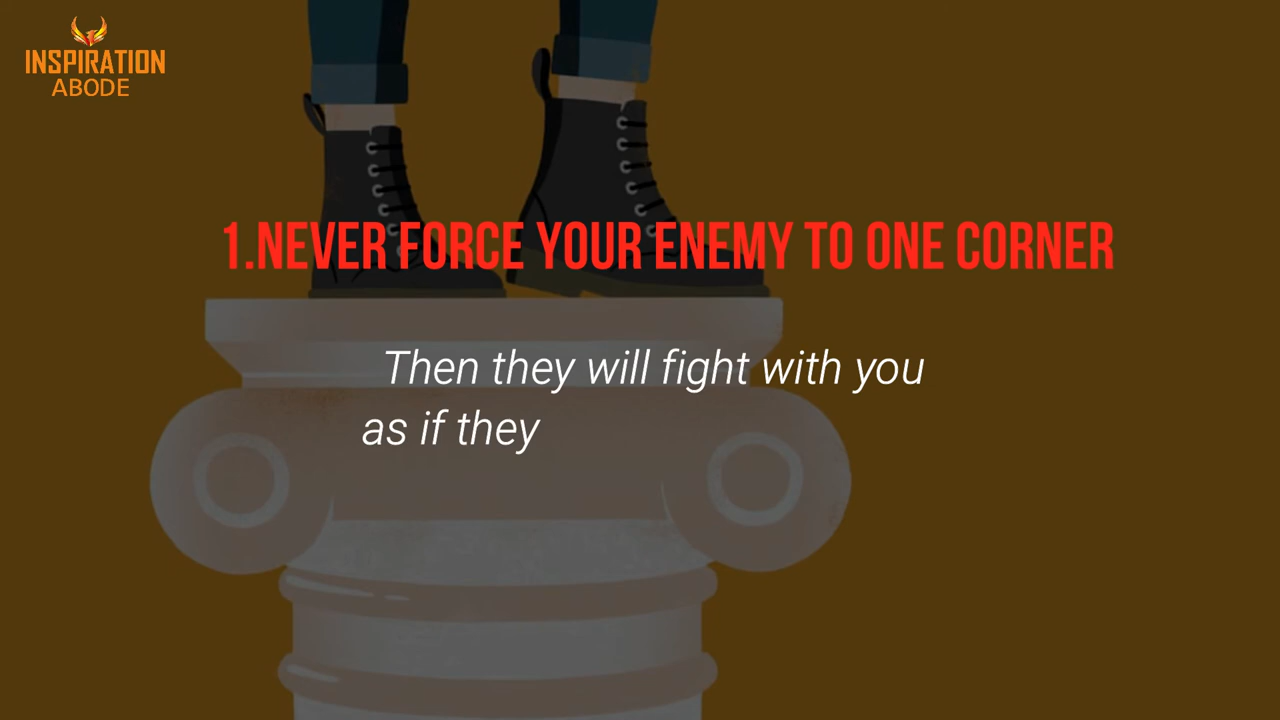 INSPIRATION
ABODE
1.NEVER FORCE YOUR ENEMY TO ONE CORNER
Then they will fight with you
as if they